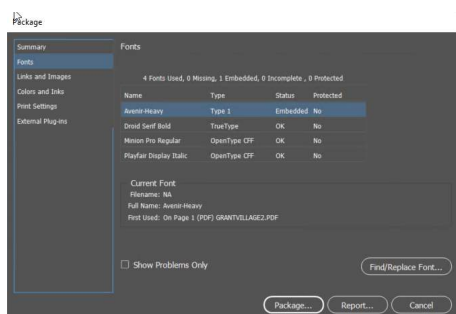 Package
Summary
Fonts
Links and Images
Colors and Inks
Print Settings
External Plug-ins
Fonts
4 Fonts Used, 0 Missing, 1 Embedded, 0 Incomplete , 0 Protected
Name Type Status Protected
Avenir-Heavy Type 1 Embedded No
Droid Serif Bold TrueType OK No
Minion Pro Regular OpenType CFF OK No
Playfair Display Italic OpenType CFF OK No
Current Font
Filename: NA
Full Name: Avenir-Heavy
First Used: On Page 1 (PDF) GRANTVILLAGE2.PDF
Show Problems Only
Find/Replace Font...
Package... Report... Cancel